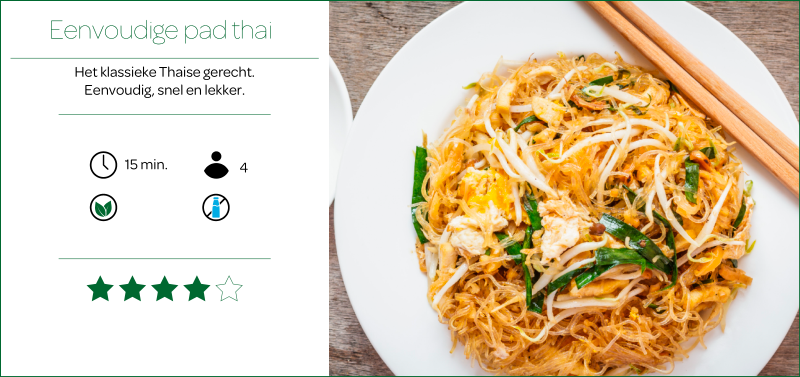 Eenvoudige pad thai
Het klassieke Thaise gerecht.
Eenvoudig, snel en lekker.
15 min.
4